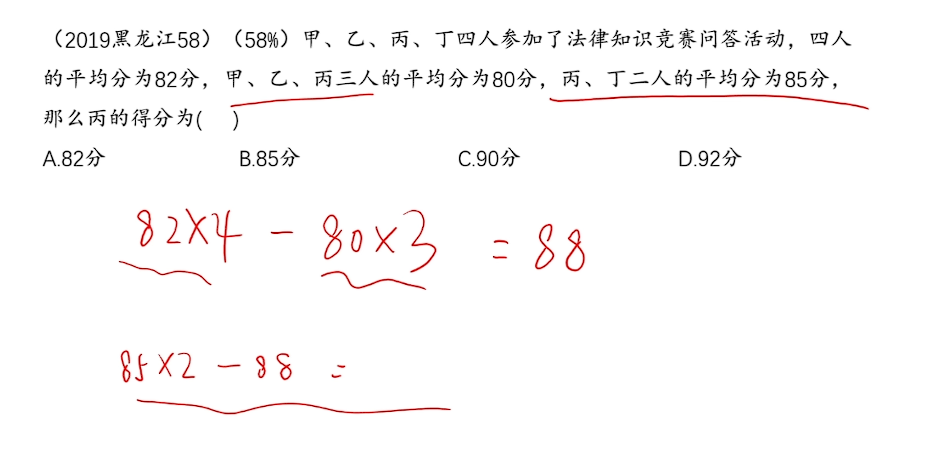 （2019黑龙江58）（58%）甲、乙、丙、丁四人参加了法律知识竞赛问答活动，四人
的平均分为82分，甲、乙、丙三人的平均分为80分，丙、丁二人的平均分为85分，
那么丙的得分为(    )
A.82分 B.85分 C.90分 D.92分
82×4 - 80×3 = 88
85×2 - 88 =